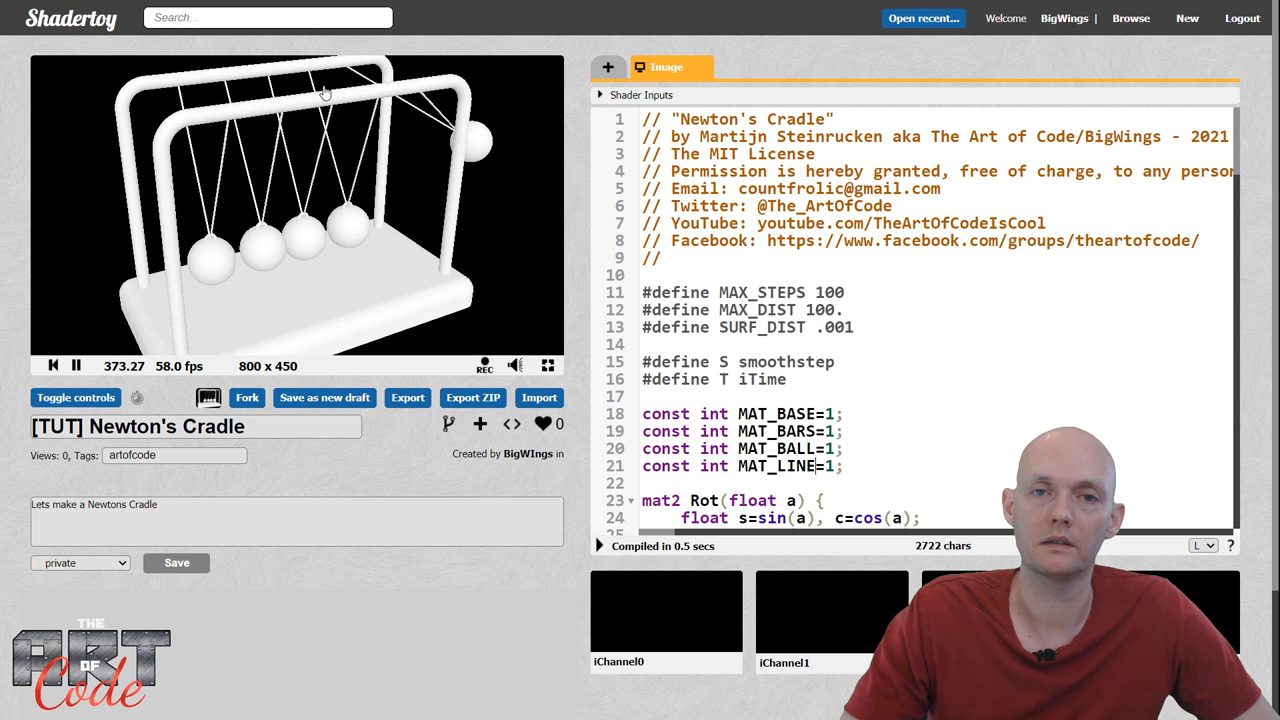 Shadertoy
Search...
Open recent...
Welcome
BigWings |
Browse
New
Logout
Image
Shader Inputs
1 // "Newton's Cradle"
2 // by Martijn Steinrucken aka The Art of Code/BigWings - 2021
3 // The MIT License
4 // Permission is hereby granted, free of charge, to any person
5 // Email: countfrolic@gmail.com
6 // Twitter: @The_ArtOfCode
7 // YouTube: youtube.com/TheArtOfCodeIsCool
8 // Facebook: https://www.facebook.com/groups/theartofcode/
9 //
10
11 #define MAX_STEPS 100
12 #define MAX_DIST 100.
13 #define SURF_DIST .001
14
15 #define S smoothstep
16 #define T iTime
17
18 const int MAT_BASE=1;
19 const int MAT_BARS=1;
20 const int MAT_BALL=1;
21 const int MAT_LINE=1;
22
23 mat2 Rot(float a) {
24 float s=sin(a), c=cos(a);
373.27 58.0 fps 800 x 450
REC
Toggle controls
Fork
Save as new draft
Export
Export ZIP
Import
[TUT] Newton's Cradle
0
Views: 0, Tags: artofcode
Created by BigWIngs in
Lets make a Newtons Cradle
Compiled in 0.5 secs
2722 chars
L
?
private
Save
iChannel0
iChannel1
THE
ART
OF
Code